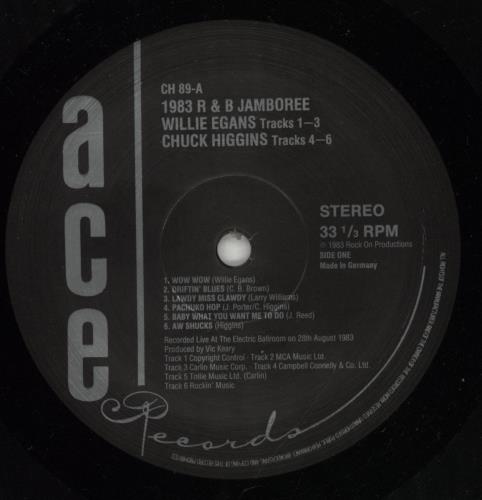 ace
Records
CH 89-A
1983 R & B JAMBOREE
WILLIE EGANS Tracks 1–3
CHUCK HIGGINS Tracks 4–6
STEREO
33 1/3 RPM
℗ 1983 Rock On Productions
SIDE ONE
Made in Germany
1. WOW WOW (Willie Egans)
2. DRIFTIN' BLUES (C. B. Brown)
3. LAWDY MISS CLAWDY (Larry Williams)
4. PACHUKO HOP (J. Porter/C. Higgins)
5. BABY WHAT YOU WANT ME TO DO (J. Reed)
6. AW SHUCKS (Higgins)
Recorded Live At The Electric Ballroom on 28th August 1983
Produced by Vic Keary
Track 1 Copyright Control · Track 2 MCA Music Ltd.
Track 3 Carlin Music Corp. · Track 4 Campbell Connelly & Co. Ltd.
Track 5 Tollie Music Ltd. (Carlin)
Track 6 Rockin' Music